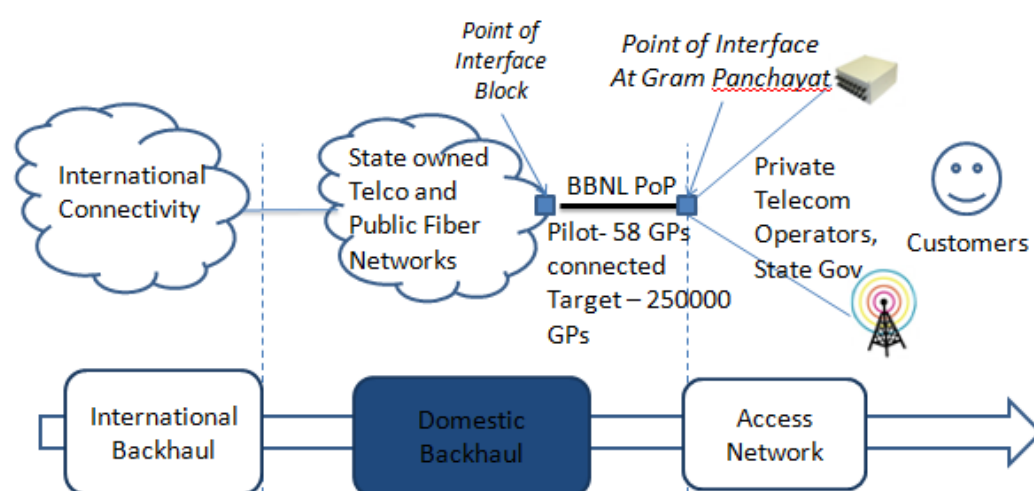 Point of
Interface
Block
Point of Interface
At Gram Panchayat
International
Connectivity
State owned
Telco and
Public Fiber
Networks
BBNL PoP
Pilot- 58 GPs
connected
Target – 250000
GPs
Private
Telecom
Operators,
State Gov
Customers
International
Backhaul
Domestic
Backhaul
Access
Network